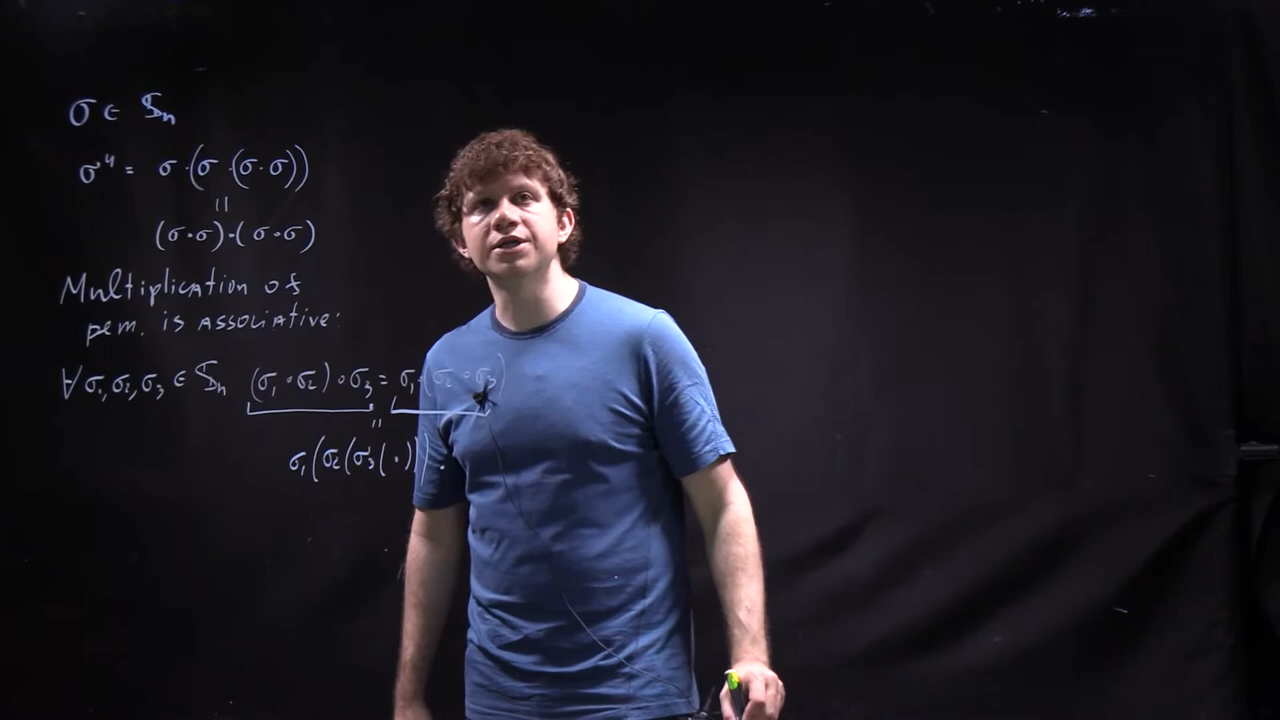 σ ∈ 𝕊n
σ⁴ = σ·(σ·(σ·σ))
=
(σ∘σ)·(σ∘σ)
Multiplication of
perm. is associative:
∀σ₁,σ₂,σ₃ ∈ 𝕊n (σ₁∘σ₂)∘σ₃ = σ₁·(σ₂∘σ₃)
=
σ₁(σ₂(σ₃(·))).